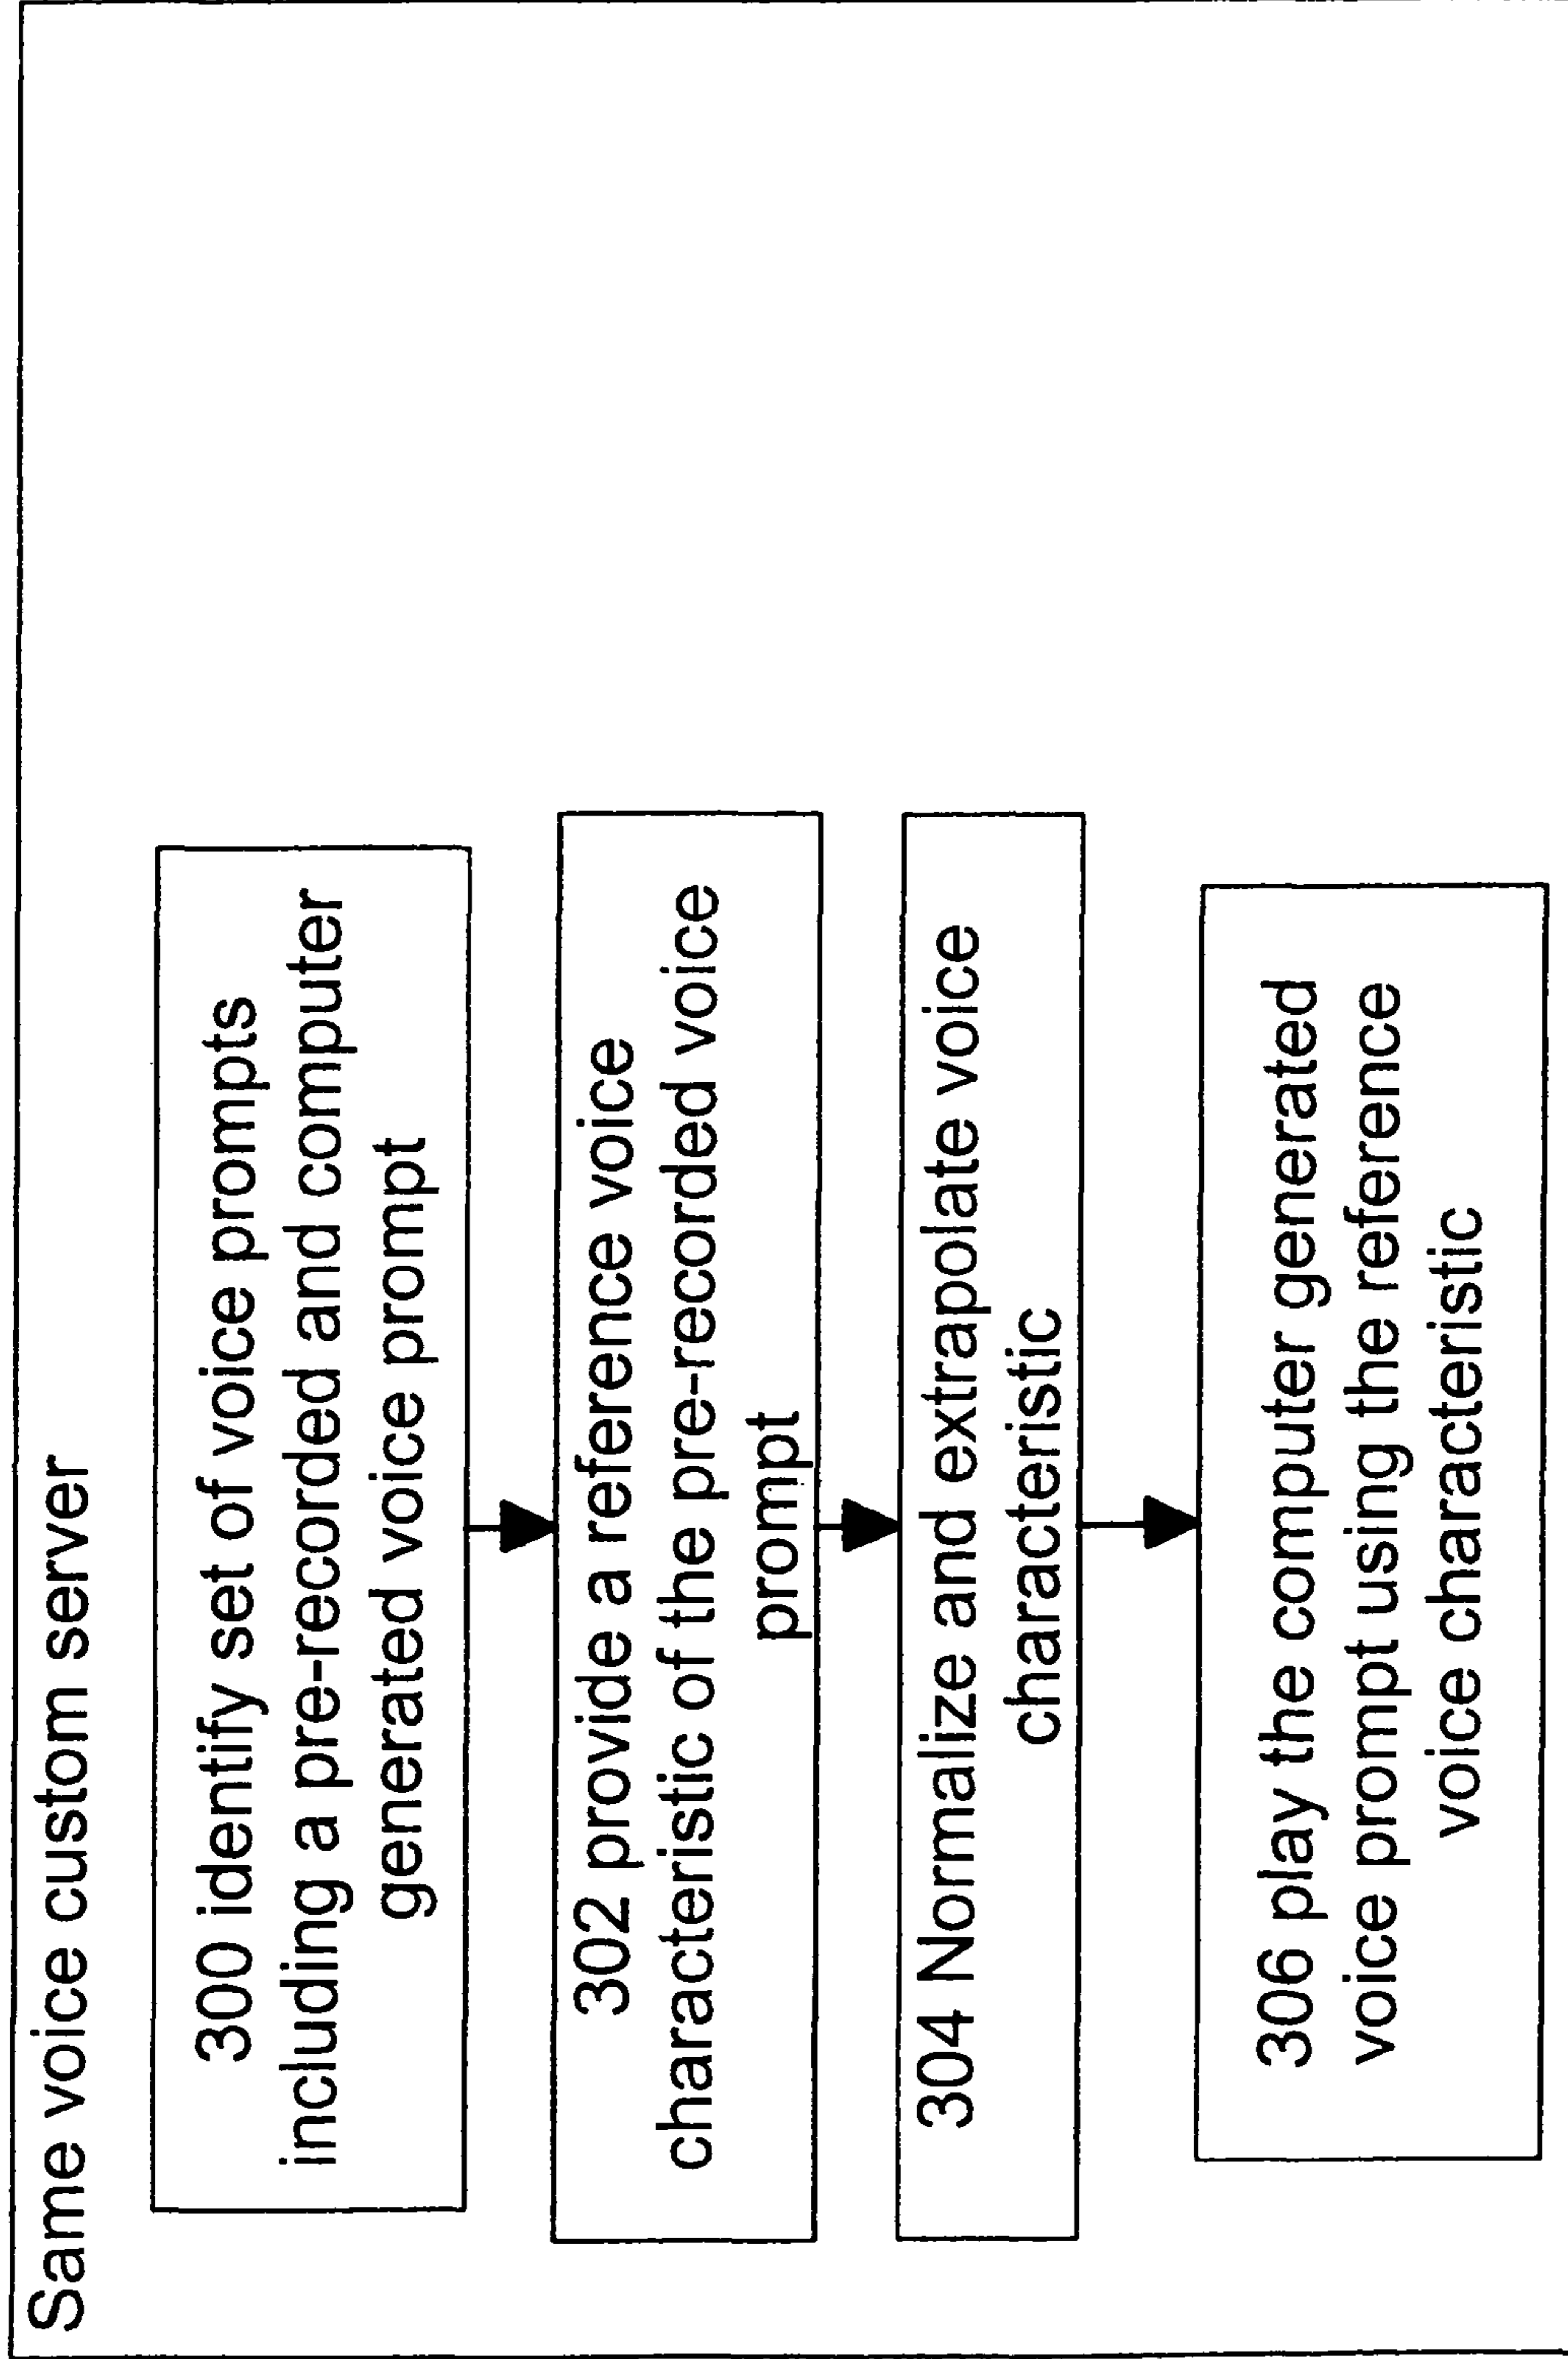 Same voice custom server
300 identify set of voice prompts
including a pre-recorded and computer
generated voice prompt
302 provide a reference voice
characteristic of the pre-recorded voice
prompt
304 Normalize and extrapolate voice
characteristic
306 play the computer generated
voice prompt using the reference
voice characteristic